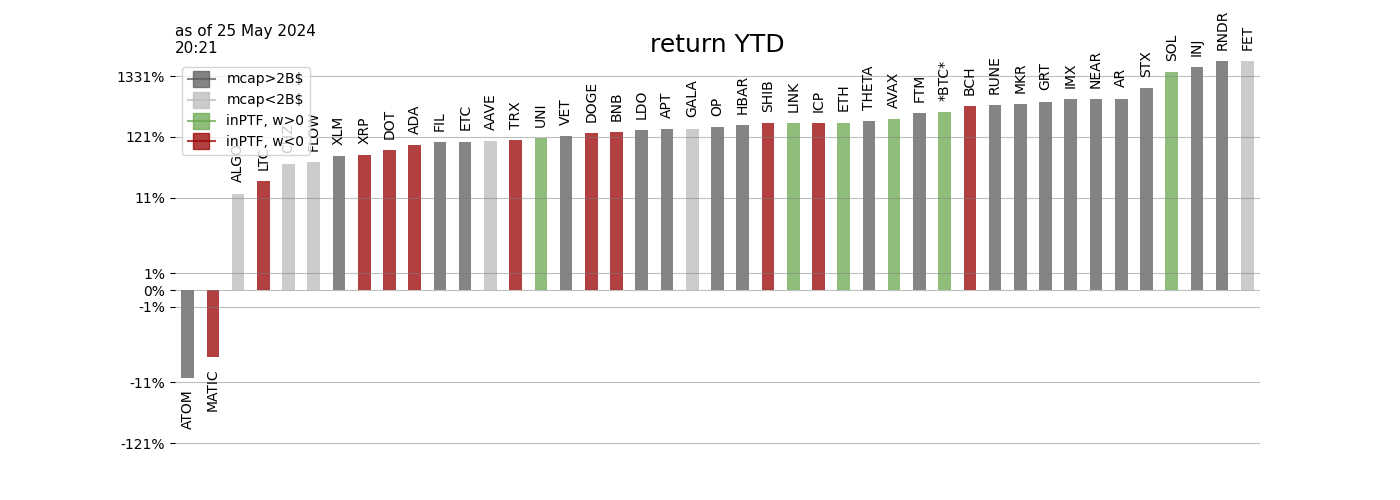 as of 25 May 2024
20:21
return YTD
mcap>2B$
mcap<2B$
inPTF, w>0
inPTF, w<0
1331%
121%
11%
1%
0%
-1%
-11%
-121%
ATOM
MATIC
ALGO
LTC
FLOW
XLM
XRP
DOT
ADA
FIL
ETC
AAVE
TRX
UNI
VET
DOGE
BNB
LDO
APT
GALA
OP
HBAR
SHIB
LINK
ICP
ETH
THETA
AVAX
FTM
*BTC*
BCH
RUNE
MKR
GRT
IMX
NEAR
AR
STX
SOL
INJ
RNDR
FET